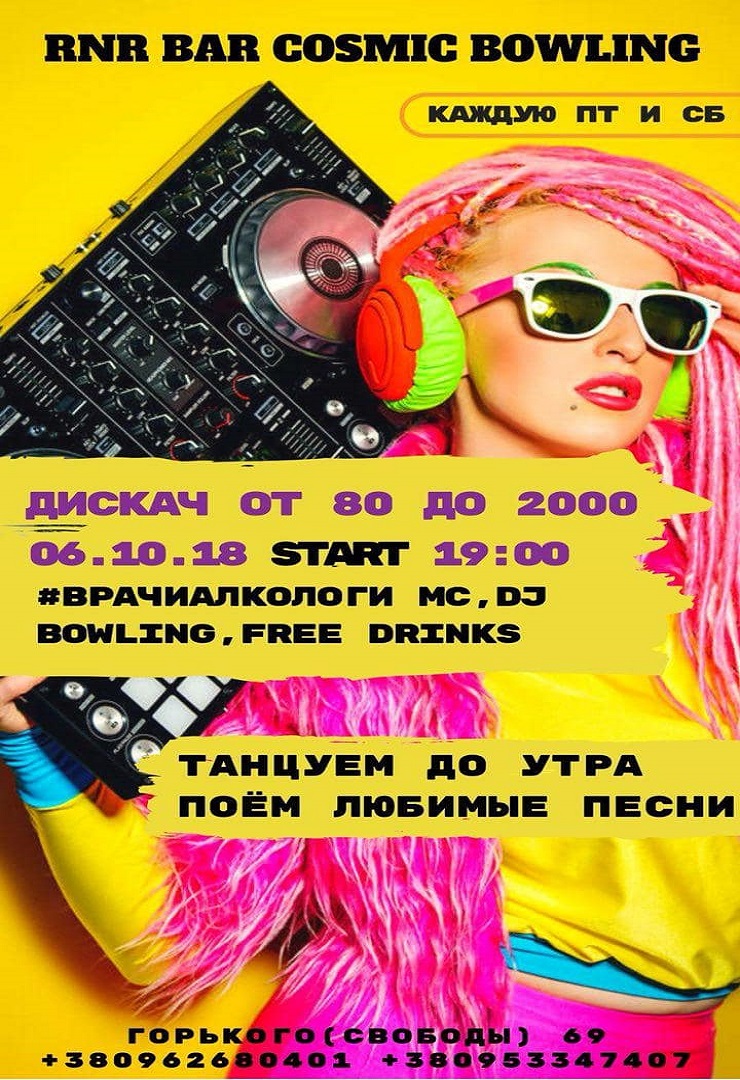 RNR BAR COSMIC BOWLING
КАЖДУЮ ПТ И СБ
ДИСКАЧ ОТ 80 ДО 2000
06.10.18 START 19:00
#ВРАЧИАЛКОЛОГИ МС,DJ
BOWLING,FREE DRINKS
ТАНЦУЕМ ДО УТРА
ПОЁМ ЛЮБИМЫЕ ПЕСНИ
ГОРЬКОГО(СВОБОДЫ) 69
+380962680401 +380953347407